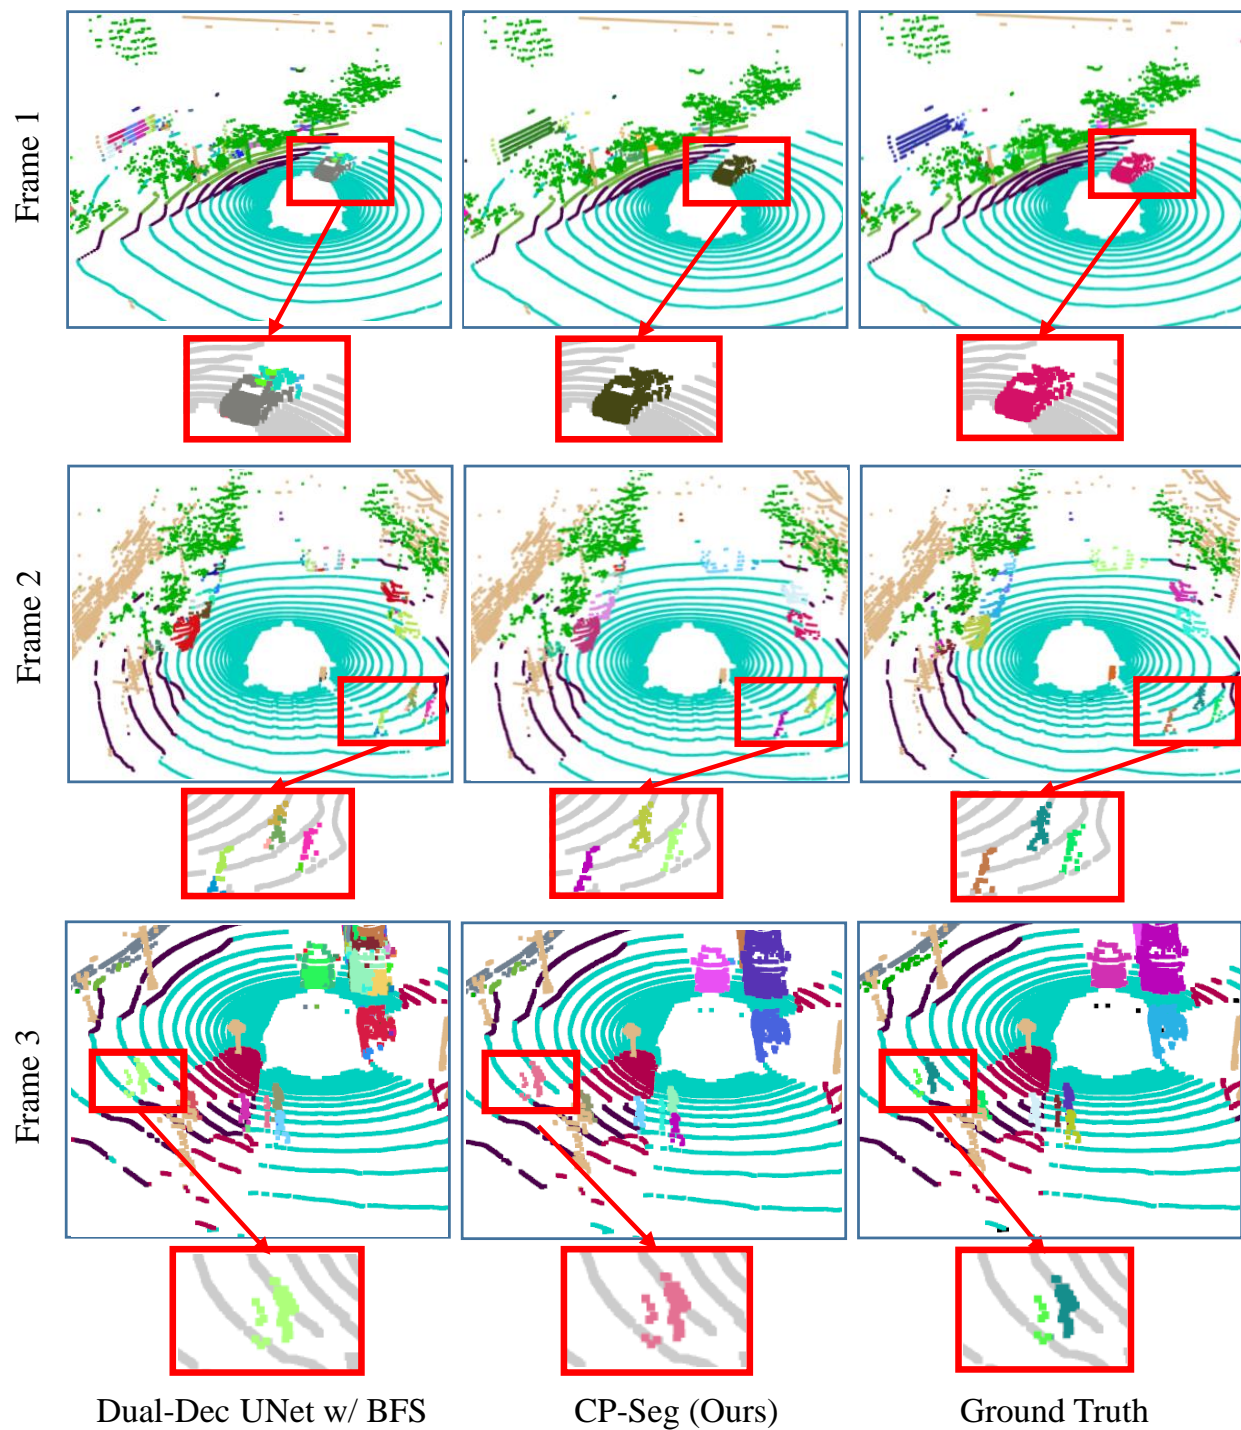 Frame 1
Frame 2
Frame 3
Dual-Dec UNet w/ BFS
CP-Seg (Ours)
Ground Truth